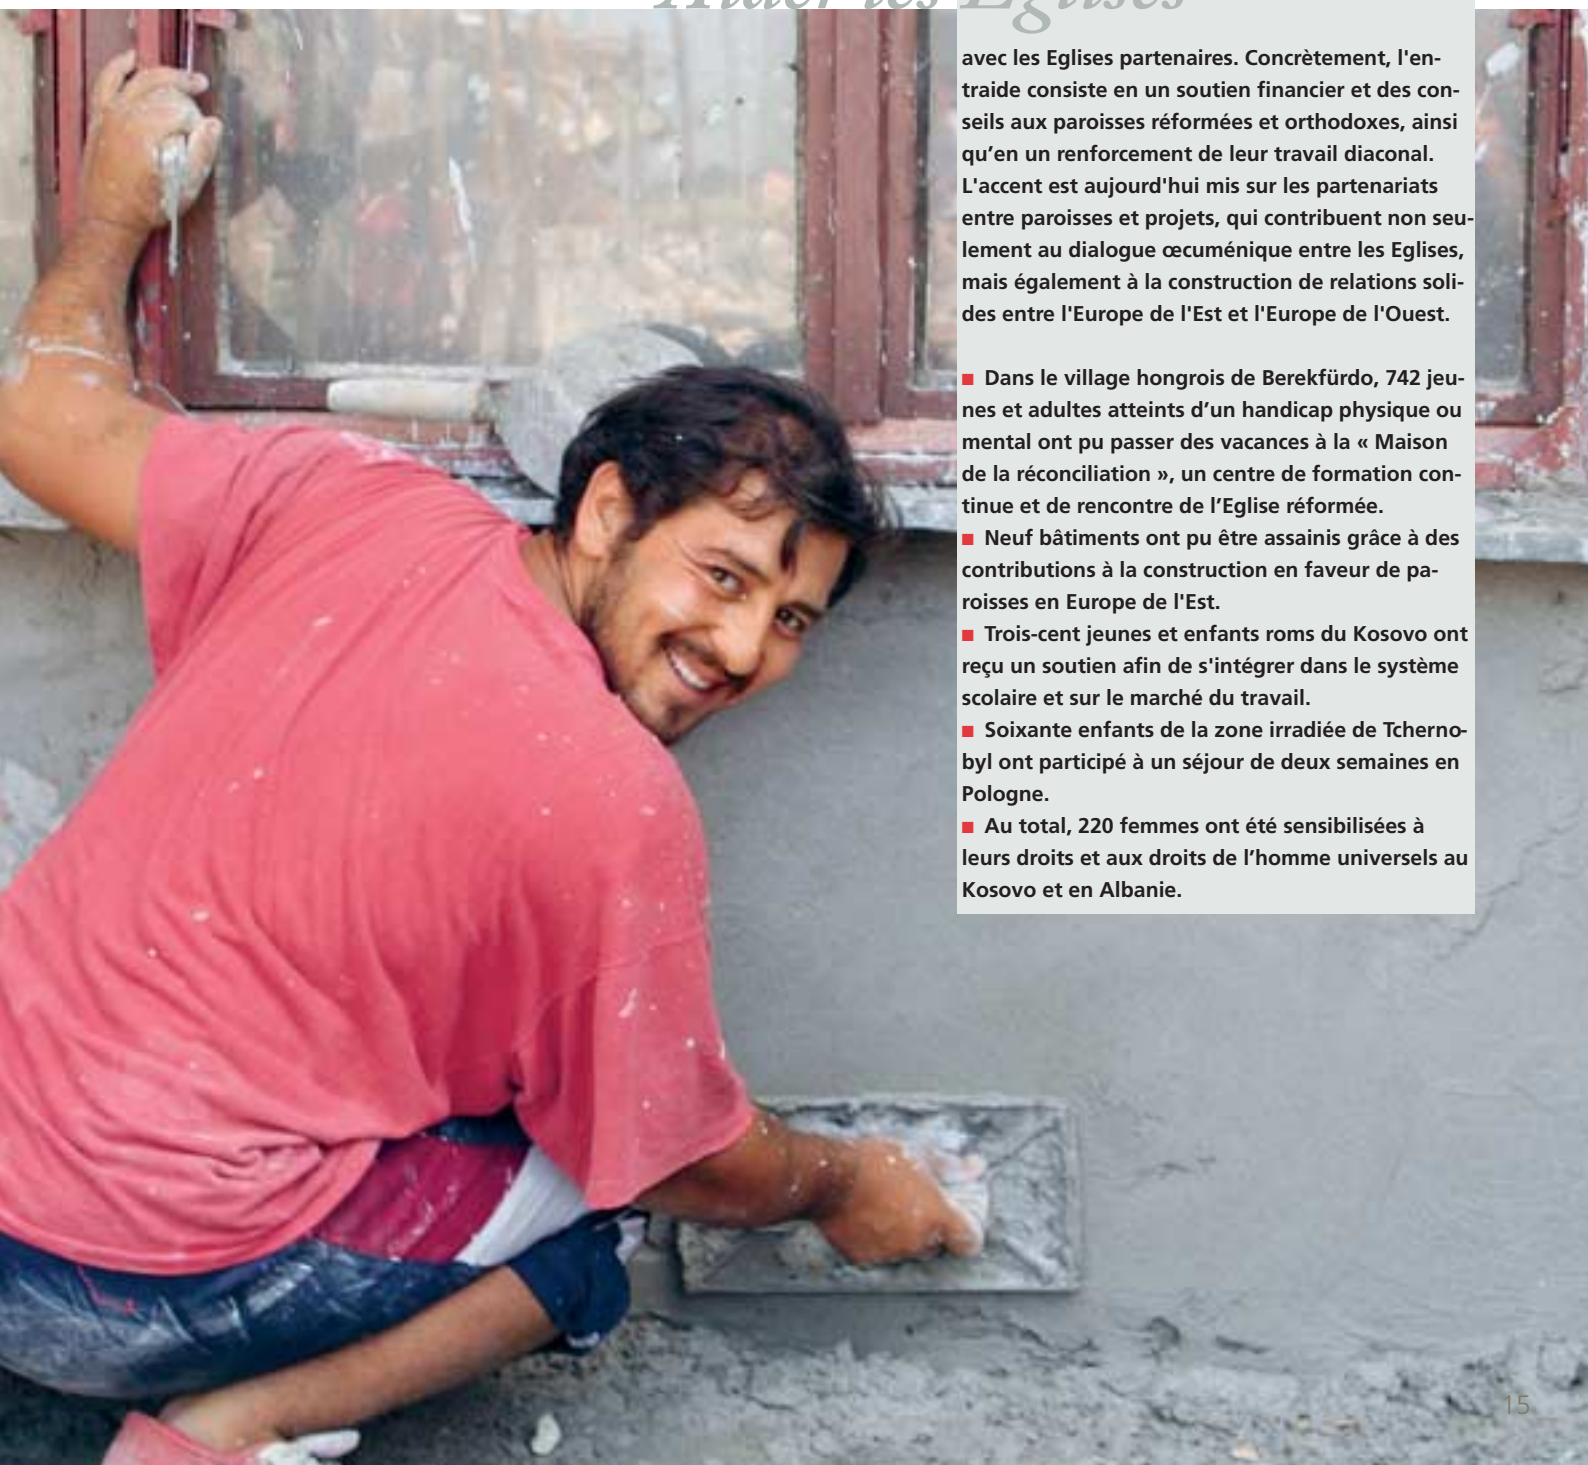 Aider les Eglises
avec les Eglises partenaires. Concrètement, l'en-
traide consiste en un soutien financier et des con-
seils aux paroisses réformées et orthodoxes, ainsi
qu’en un renforcement de leur travail diaconal.
L'accent est aujourd'hui mis sur les partenariats
entre paroisses et projets, qui contribuent non seu-
lement au dialogue œcuménique entre les Eglises,
mais également à la construction de relations soli-
des entre l'Europe de l'Est et l'Europe de l'Ouest.
■ Dans le village hongrois de Berekfürdo, 742 jeu-
nes et adultes atteints d’un handicap physique ou
mental ont pu passer des vacances à la « Maison
de la réconciliation », un centre de formation con-
tinue et de rencontre de l’Eglise réformée.
■ Neuf bâtiments ont pu être assainis grâce à des
contributions à la construction en faveur de pa-
roisses en Europe de l'Est.
■ Trois-cent jeunes et enfants roms du Kosovo ont
reçu un soutien afin de s'intégrer dans le système
scolaire et sur le marché du travail.
■ Soixante enfants de la zone irradiée de Tcherno-
byl ont participé à un séjour de deux semaines en
Pologne.
■ Au total, 220 femmes ont été sensibilisées à
leurs droits et aux droits de l’homme universels au
Kosovo et en Albanie.
15